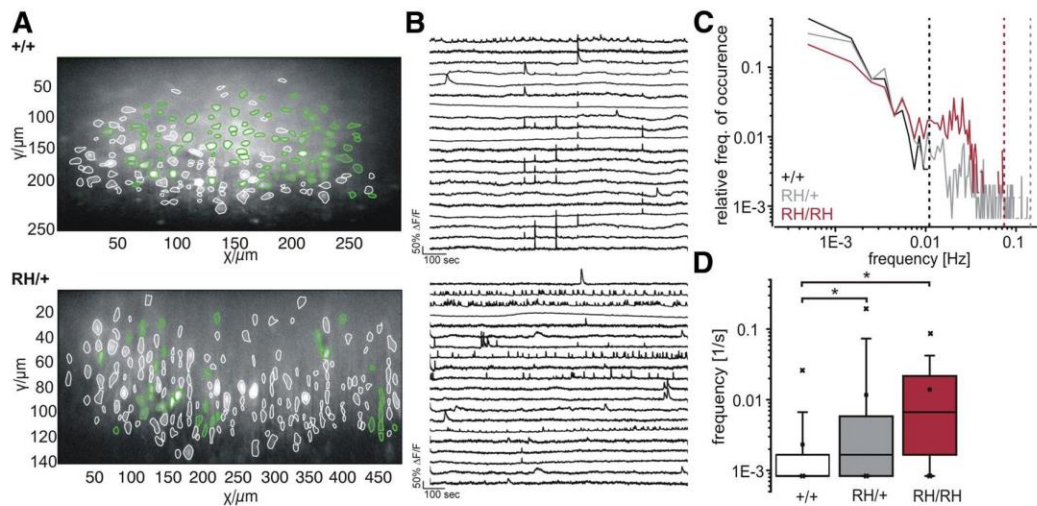 A
+/+
y/µm
50
100
150
200
250
50 100 150 200 250
χ/µm
RH/+
y/µm
20
40
60
80
100
120
140
50 100 150 200 250 300 350 400 450
χ/µm
B
50% ΔF/F
100 sec
50% ΔF/F
100 sec
C
relative freq. of occurence
0.1
0.01
1E-3
+/+
RH/+
RH/RH
1E-3 0.01 0.1
frequency [Hz]
D
*
*
frequency [1/s]
0.1
0.01
1E-3
+/+ RH/+ RH/RH